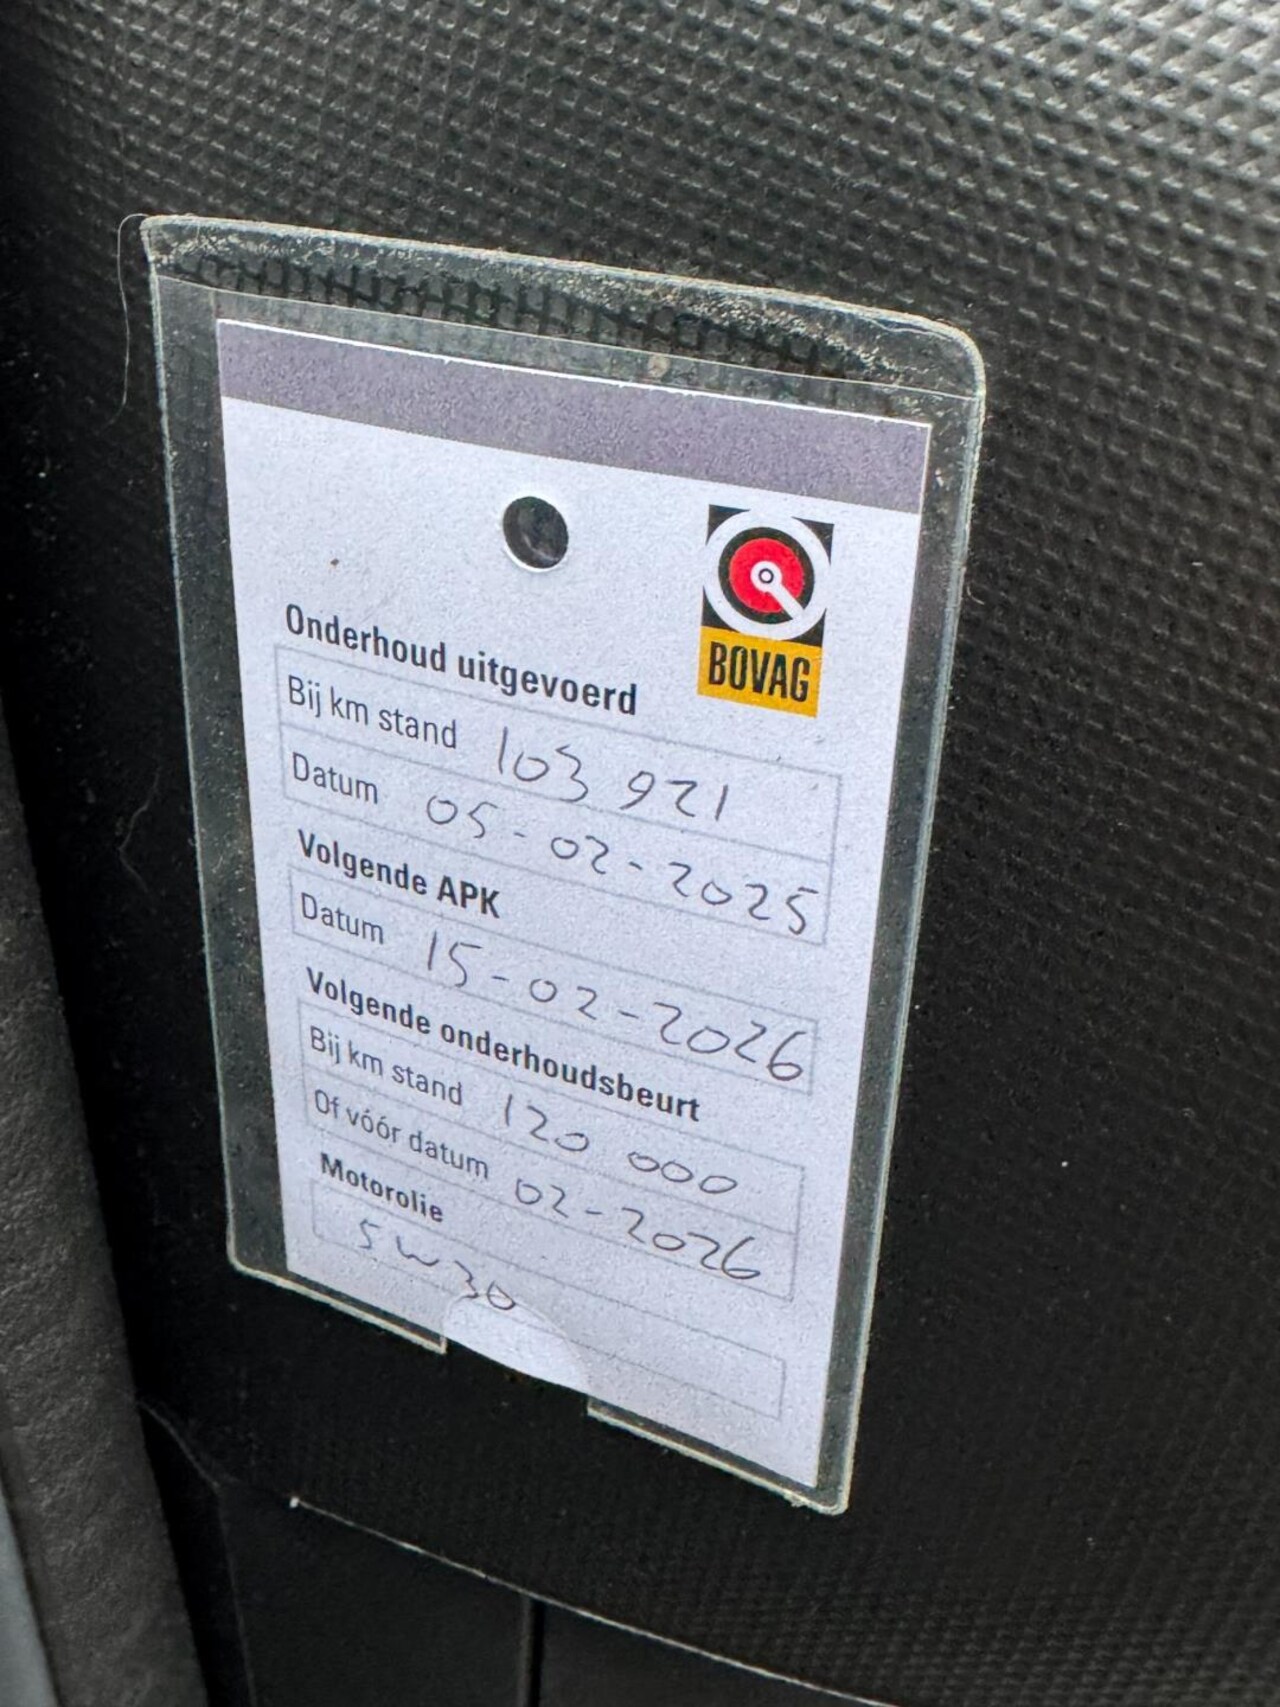 BOVAG
Onderhoud uitgevoerd
Bij km stand 103 921
Datum 05-02-2025
Volgende APK
Datum 15-02-2026
Volgende onderhoudsbeurt
Bij km stand 120 000
Of vóór datum 02-2026
Motorolie
5w30